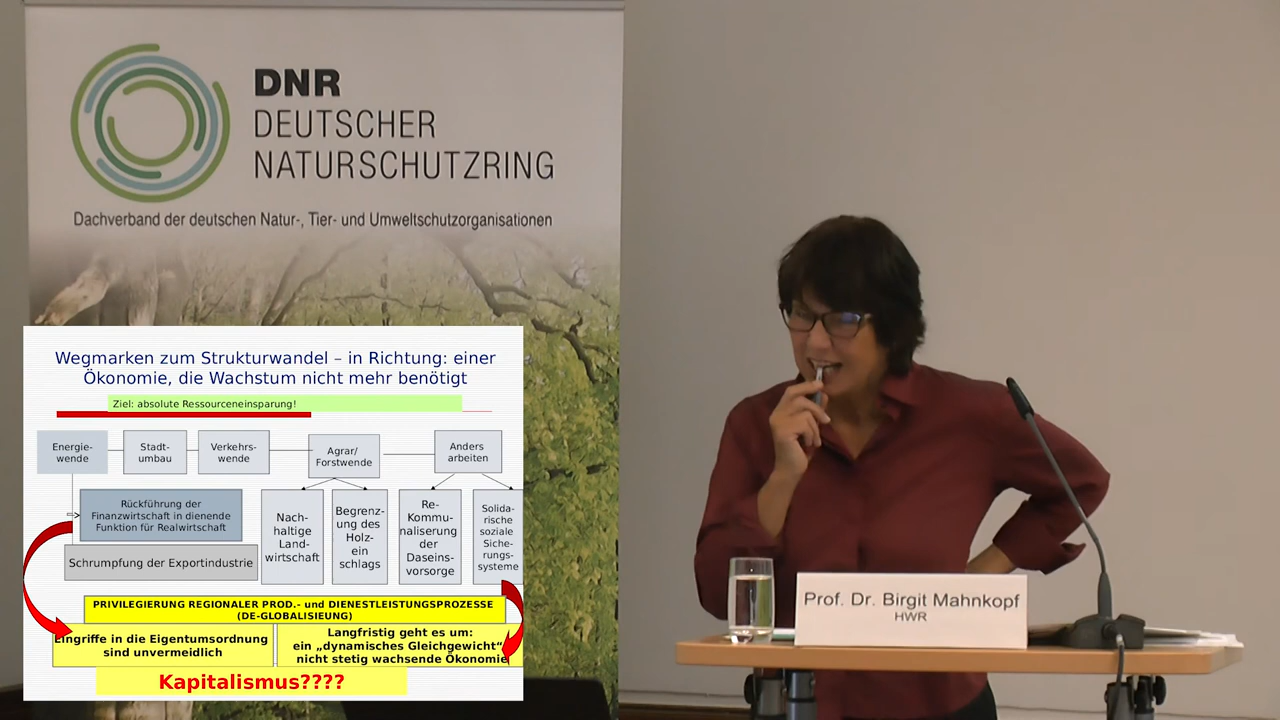 DNR
DEUTSCHER
NATURSCHUTZRING
Dachverband der deutschen Natur-, Tier- und Umweltschutzorganisationen
Wegmarken zum Strukturwandel – in Richtung: einer
Ökonomie, die Wachstum nicht mehr benötigt
Ziel: absolute Ressourceneinsparung!
Energie-
wende
Stadt-
umbau
Verkehrs-
wende
Agrar/
Forstwende
Anders
arbeiten
Rückführung der
Finanzwirtschaft in dienende
Funktion für Realwirtschaft
Schrumpfung der Exportindustrie
Nach-
haltige
Land-
wirtschaft
Begrenz-
ung des
Holz-
ein
schlags
Re-
Kommu-
nalisierung
der
Daseins-
vorsorge
Solida-
rische
soziale
Siche-
rungs-
systeme
PRIVILEGIERUNG REGIONALER PROD.- und DIENSTLEISTUNGSPROZESSE
(DE-GLOBALISIEUNG)
Eingriffe in die Eigentumsordnung
sind unvermeidlich
Langfristig geht es um:
ein „dynamisches Gleichgewicht“
nicht stetig wachsende Ökonomie
Kapitalismus????
Prof. Dr. Birgit Mahnkopf
HWR